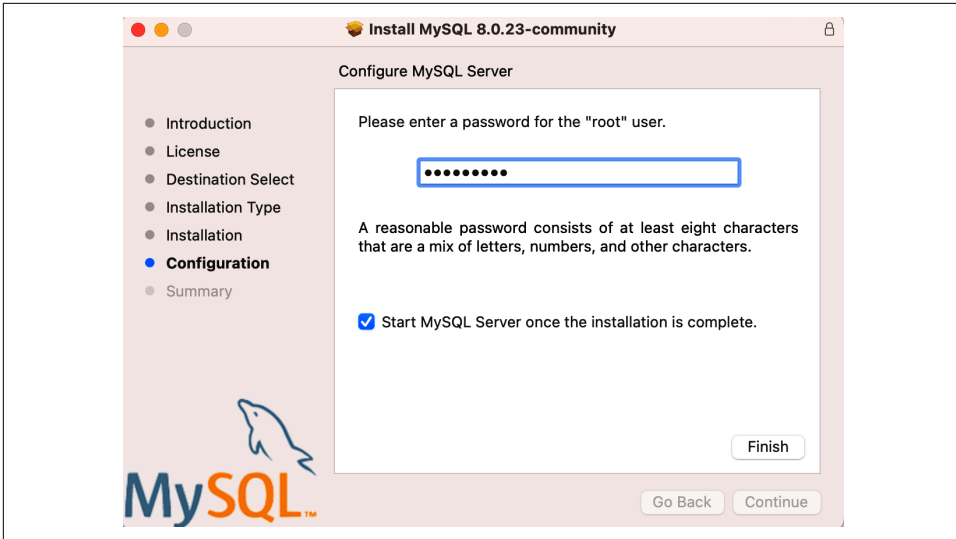 Install MySQL 8.0.23-community
Configure MySQL Server
Introduction
License
Destination Select
Installation Type
Installation
Configuration
Summary
Please enter a password for the "root" user.
•••••••••
A reasonable password consists of at least eight characters
that are a mix of letters, numbers, and other characters.
Start MySQL Server once the installation is complete.
Finish
MySQL™
Go Back
Continue